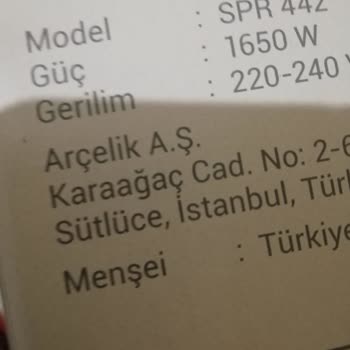 Model : SPR 442
Güç : 1650 W
Gerilim : 220-240 V
Arçelik A.Ş.
Karaağaç Cad. No: 2-6
Sütlüce, İstanbul,
Menşei : Türkiye